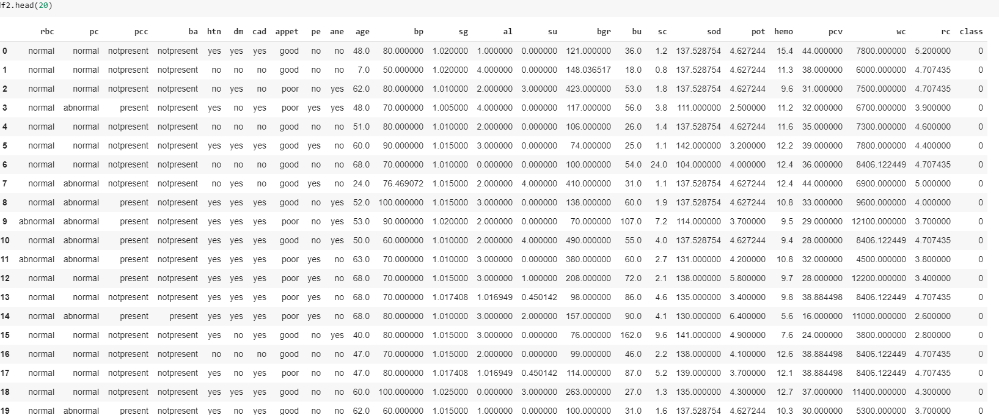 f2.head(20)
rbc pc pcc ba htn dm cad appet pe ane age bp sg al su bgr bu sc sod pot hemo pcv wc rc class
0 normal normal notpresent notpresent yes yes yes good no no 48.0 80.000000 1.020000 1.000000 0.000000 121.000000 36.0 1.2 137.528754 4.627244 15.4 44.000000 7800.000000 5.200000 0
1 normal normal notpresent notpresent no no no good no no 7.0 50.000000 1.020000 4.000000 0.000000 148.036517 18.0 0.8 137.528754 4.627244 11.3 38.000000 6000.000000 4.707435 0
2 normal normal notpresent notpresent no yes no poor no yes 62.0 80.000000 1.010000 2.000000 3.000000 423.000000 53.0 1.8 137.528754 4.627244 9.6 31.000000 7500.000000 4.707435 0
3 normal abnormal present notpresent yes no yes poor yes yes 48.0 70.000000 1.005000 4.000000 0.000000 117.000000 56.0 3.8 111.000000 2.500000 11.2 32.000000 6700.000000 3.900000 0
4 normal normal notpresent notpresent no no no good no no 51.0 80.000000 1.010000 2.000000 0.000000 106.000000 26.0 1.4 137.528754 4.627244 11.6 35.000000 7300.000000 4.600000 0
5 normal normal notpresent notpresent yes yes yes good yes no 60.0 90.000000 1.015000 3.000000 0.000000 74.000000 25.0 1.1 142.000000 3.200000 12.2 39.000000 7800.000000 4.400000 0
6 normal normal notpresent notpresent no no no good no no 68.0 70.000000 1.010000 0.000000 0.000000 100.000000 54.0 24.0 104.000000 4.000000 12.4 36.000000 8406.122449 4.707435 0
7 normal abnormal notpresent notpresent no yes no good yes no 24.0 76.469072 1.015000 2.000000 4.000000 410.000000 31.0 1.1 137.528754 4.627244 12.4 44.000000 6900.000000 5.000000 0
8 normal abnormal present notpresent yes yes yes good no yes 52.0 100.000000 1.015000 3.000000 0.000000 138.000000 60.0 1.9 137.528754 4.627244 10.8 33.000000 9600.000000 4.000000 0
9 abnormal abnormal present notpresent yes yes yes poor no yes 53.0 90.000000 1.020000 2.000000 0.000000 70.000000 107.0 7.2 114.000000 3.700000 9.5 29.000000 12100.000000 3.700000 0
10 normal abnormal present notpresent yes yes yes good no yes 50.0 60.000000 1.010000 2.000000 4.000000 490.000000 55.0 4.0 137.528754 4.627244 9.4 28.000000 8406.122449 4.707435 0
11 abnormal abnormal present notpresent yes yes yes poor yes no 63.0 70.000000 1.010000 3.000000 0.000000 380.000000 60.0 2.7 131.000000 4.200000 10.8 32.000000 4500.000000 3.800000 0
12 normal normal present notpresent yes yes yes poor yes no 68.0 70.000000 1.015000 3.000000 1.000000 208.000000 72.0 2.1 138.000000 5.800000 9.7 28.000000 12200.000000 3.400000 0
13 normal normal notpresent notpresent yes yes yes poor yes no 68.0 70.000000 1.017408 1.016949 0.450142 98.000000 86.0 4.6 135.000000 3.400000 9.8 38.884498 8406.122449 4.707435 0
14 normal abnormal present present yes yes yes poor yes no 68.0 80.000000 1.010000 3.000000 2.000000 157.000000 90.0 4.1 130.000000 6.400000 5.6 16.000000 11000.000000 2.600000 0
15 normal normal notpresent notpresent yes no yes good no yes 40.0 80.000000 1.015000 3.000000 0.000000 76.000000 162.0 9.6 141.000000 4.900000 7.6 24.000000 3800.000000 2.800000 0
16 normal normal notpresent notpresent no no no good no no 47.0 70.000000 1.015000 2.000000 0.000000 99.000000 46.0 2.2 138.000000 4.100000 12.6 38.884498 8406.122449 4.707435 0
17 normal normal notpresent notpresent yes no yes poor no no 47.0 80.000000 1.017408 1.016949 0.450142 114.000000 87.0 5.2 139.000000 3.700000 12.1 38.884498 8406.122449 4.707435 0
18 normal normal notpresent notpresent yes yes yes good no no 60.0 100.000000 1.025000 0.000000 3.000000 263.000000 27.0 1.3 135.000000 4.300000 12.7 37.000000 11400.000000 4.300000 0
19 normal abnormal present notpresent yes no yes good no no 62.0 60.000000 1.015000 1.000000 0.000000 100.000000 31.0 1.6 137.528754 4.627244 10.3 30.000000 5300.000000 3.700000 0